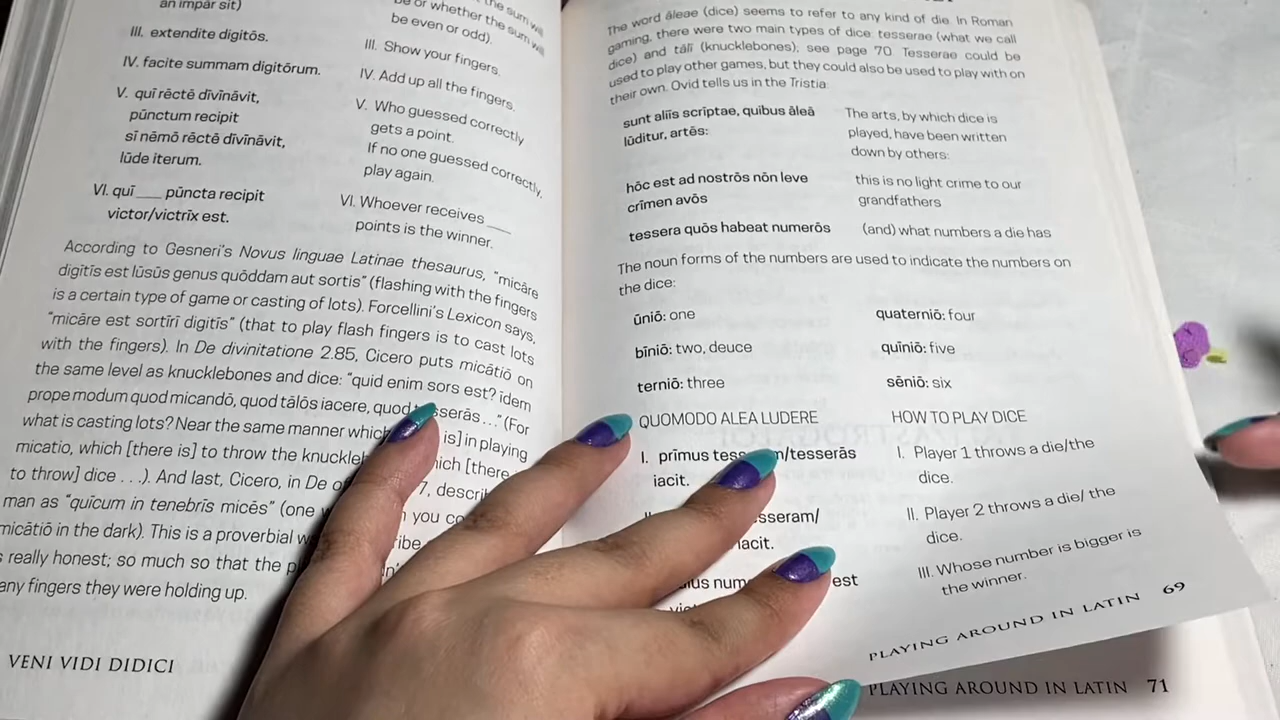 an impar sit)
III. extendite digitōs.
IV. facite summam digitōrum.
V. quī rēctē dīvīnāvit,
pūnctum recipit
sī nēmō rēctē dīvīnāvit,
lūde iterum.
VI. quī ___ pūncta recipit
victor/victrīx est.
the sum will
or whether the sum will
be even or odd).
III. Show your fingers.
IV. Add up all the fingers.
V. Who guessed correctly
gets a point.
If no one guessed correctly,
play again.
VI. Whoever receives ___
points is the winner.
According to Gesneri's Novus linguae Latinae thesaurus, "micāre
digitīs est lūsūs genus quōddam aut sortis" (flashing with the fingers
is a certain type of game or casting of lots). Forcellini's Lexicon says,
"micāre est sortīrī digitīs" (that to play flash fingers is to cast lots
with the fingers). In De divinitatione 2.85, Cicero puts micātiō on
the same level as knucklebones and dice: "quid enim sors est? īdem
prope modum quod micandō, quod tālōs iacere, quod tesserās . . ." (For
what is casting lots? Near the same manner which is] in playing
micatio, which [there is] to throw the knuckle which [there
to throw] dice . . .). And last, Cicero, in De 7,
man as "quīcum in tenebrīs micēs" (one you
micātiō in the dark). This is a proverbial
really honest; so much so that the
any fingers they were holding up.
VENI VIDI DIDICI
The word āleae (dice) seems to refer to any kind of die. In Roman
gaming, there were two main types of dice: tesserae (what we call
dice) and tālī (knucklebones); see page 70. Tesserae could be
used to play other games, but they could also be used to play with on
their own. Ovid tells us in the Tristia:
sunt aliīs scrīptae, quibus āleā
lūditur, artēs:
The arts, by which dice is
played, have been written
down by others:
hōc est ad nostrōs nōn leve
crīmen avōs
this is no light crime to our
grandfathers
tessera quōs habeat numerōs
(and) what numbers a die has
The noun forms of the numbers are used to indicate the numbers on
the dice:
ūniō: one
quaterniō: four
bīniō: two, deuce
quīniō: five
terniō: three
sēniō: six
QUOMODO ALEA LUDERE
HOW TO PLAY DICE
I. prīmus /tesserās
iacit.
I. Player 1 throws a die/the
dice.
iacit.
II. Player 2 throws a die/ the
dice.
est
III. Whose number is bigger is
the winner.
PLAYING AROUND IN LATIN 69
PLAYING AROUND IN LATIN 71